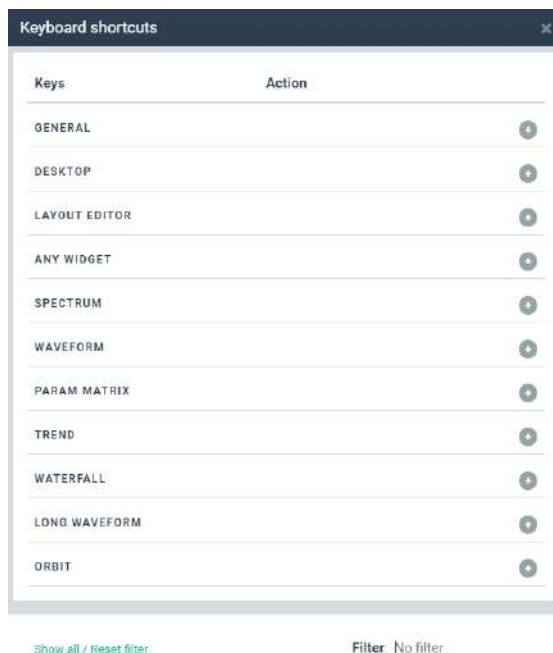 Keyboard shortcuts ×
Keys Action
GENERAL
DESKTOP
LAYOUT EDITOR
ANY WIDGET
SPECTRUM
WAVEFORM
PARAM MATRIX
TREND
WATERFALL
LONG WAVEFORM
ORBIT
Show all / Reset filter Filter No filter